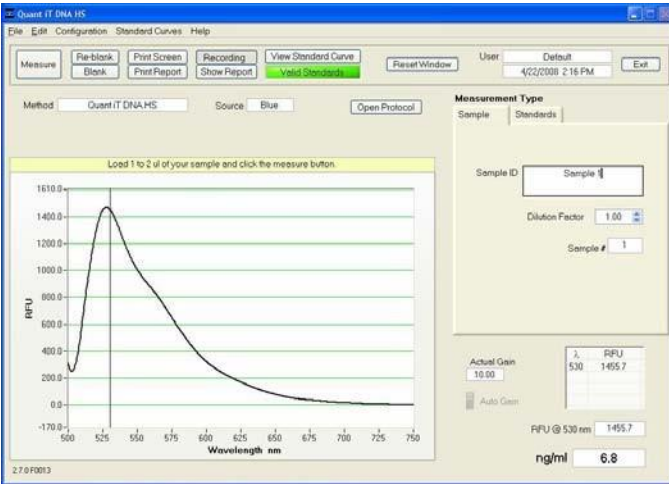 Quant iT DNA HS
File Edit Configuration Standard Curves Help
Measure Re-blank Print Screen Recording View Standard Curve Reset Window User Default Exit
Blank Print Report Show Report Valid Standards 4/22/2008 2:16 PM
Method Quant iT DNA.HS Source Blue Open Protocol
Measurement Type
Sample Standards
Load 1 to 2 ul of your sample and click the measure button.
Sample ID Sample 1
Dilution Factor 1.00
Sample # 1
RFU
1610.0
1400.0
1200.0
1000.0
800.0
600.0
400.0
200.0
0.0
-170.0
500 525 550 575 600 625 650 675 700 725 750
Wavelength nm
Actual Gain
10.00
Auto Gain
λ RFU
530 1455.7
RFU @ 530 nm 1455.7
ng/ml 6.8
2.7.0 F0013